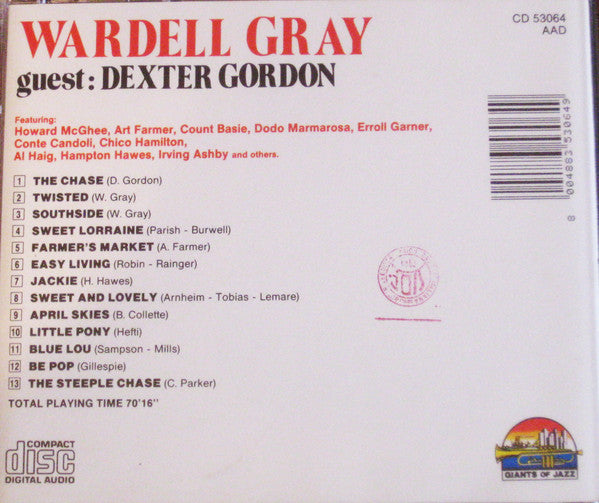 WARDELL GRAY
guest: DEXTER GORDON
CD 53064
AAD
Featuring:
Howard McGhee, Art Farmer, Count Basie, Dodo Marmarosa, Erroll Garner,
Conte Candoli, Chico Hamilton,
Al Haig, Hampton Hawes, Irving Ashby and others.
1 THE CHASE (D. Gordon)
2 TWISTED (W. Gray)
3 SOUTHSIDE (W. Gray)
4 SWEET LORRAINE (Parish - Burwell)
5 FARMER'S MARKET (A. Farmer)
6 EASY LIVING (Robin - Rainger)
7 JACKIE (H. Hawes)
8 SWEET AND LOVELY (Arnheim - Tobias - Lemare)
9 APRIL SKIES (B. Collette)
10 LITTLE PONY (Hefti)
11 BLUE LOU (Sampson - Mills)
12 BE POP (Gillespie)
13 THE STEEPLE CHASE (C. Parker)
TOTAL PLAYING TIME 70'16"
8 004883 530649
COMPACT
disc
DIGITAL AUDIO
GIANTS OF JAZZ